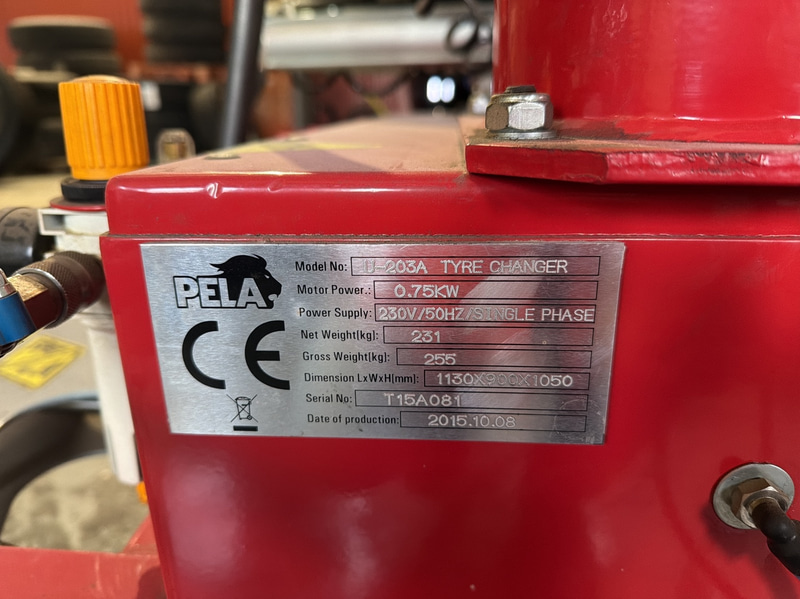 PELA
CE
Model No: U-203A TYRE CHANGER
Motor Power.: 0.75KW
Power Supply: 230V/50HZ/SINGLE PHASE
Net Weight(kg): 231
Gross Weight(kg): 255
Dimension LxWxH(mm): 1130X900X1050
Serial No: T15A081
Date of production: 2015.10.08